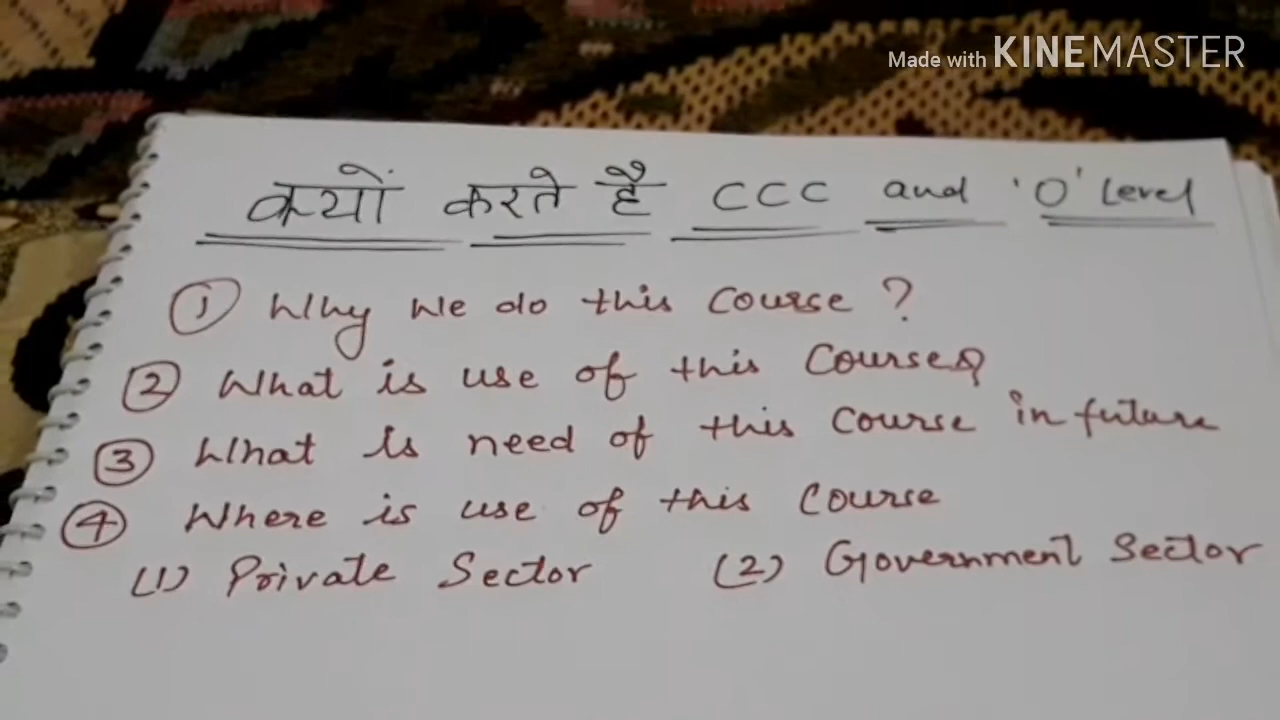 Made with KINEMASTER
क्यों करते है CCC and 'O' Level
① Why we do this course ?
② What is use of this Course?
③ What is need of this course in future
④ Where is use of this course
(1) Private Sector (2) Government Sector